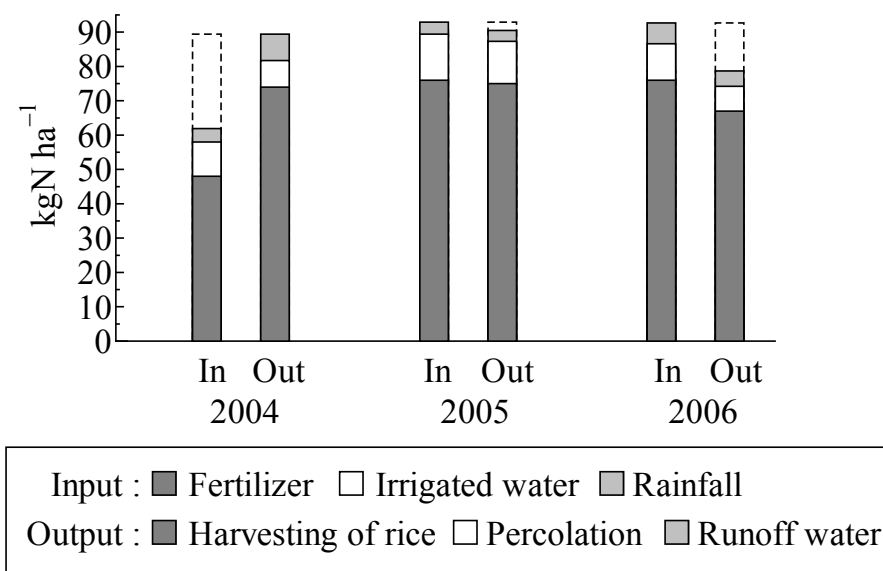 90
80
70
60
50
40
30
20
10
0
kgN ha⁻¹
In Out In Out In Out
2004 2005 2006
Input : Fertilizer Irrigated water Rainfall
Output : Harvesting of rice Percolation Runoff water